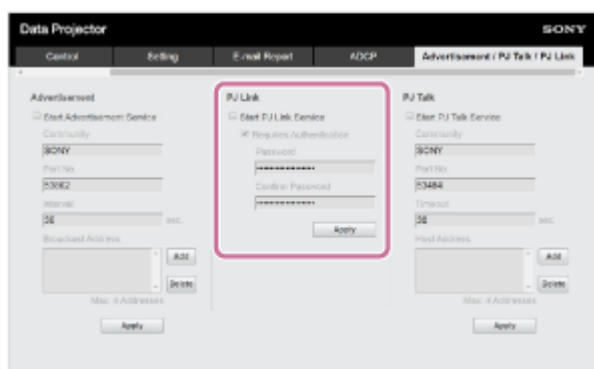 Data Projector
SONY
Control
Setting
E-mail Report
ADCP
Advertisement / PJ Talk / PJ Link
Advertisement
Start Advertisement Service
Community
SONY
Port No.
53862
Interval
30
sec.
Broadcast Address
Add
Delete
Max. 4 Addresses
Apply
PJ Link
Start PJ Link Service
Requires Authentication
Password
Confirm Password
Apply
PJ Talk
Start PJ Talk Service
Community
SONY
Port No.
53484
Timeout
30
sec.
Host Address
Add
Delete
Max. 4 Addresses
Apply